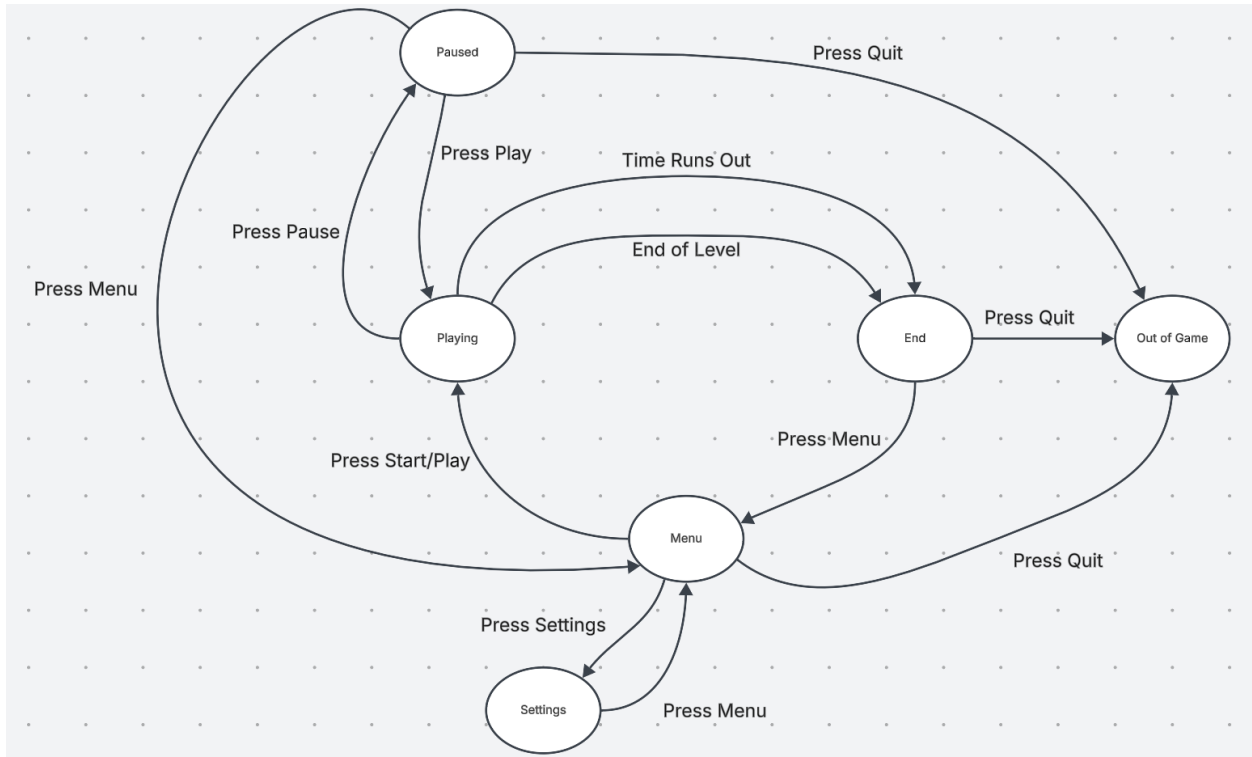 Paused
Press Quit
Press Play
Time Runs Out
Press Pause
End of Level
Press Menu
Press Quit
Playing
End
Out of Game
Press Menu
Press Start/Play
Menu
Press Quit
Press Settings
Settings
Press Menu